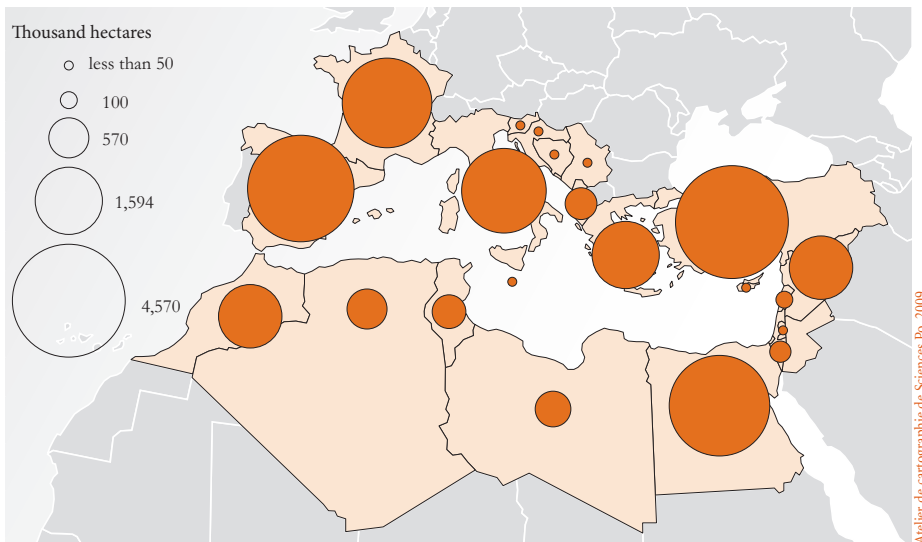 Thousand hectares
less than 50
100
570
1,594
4,570
Atelier de cartographie de Sciences Po, 2009